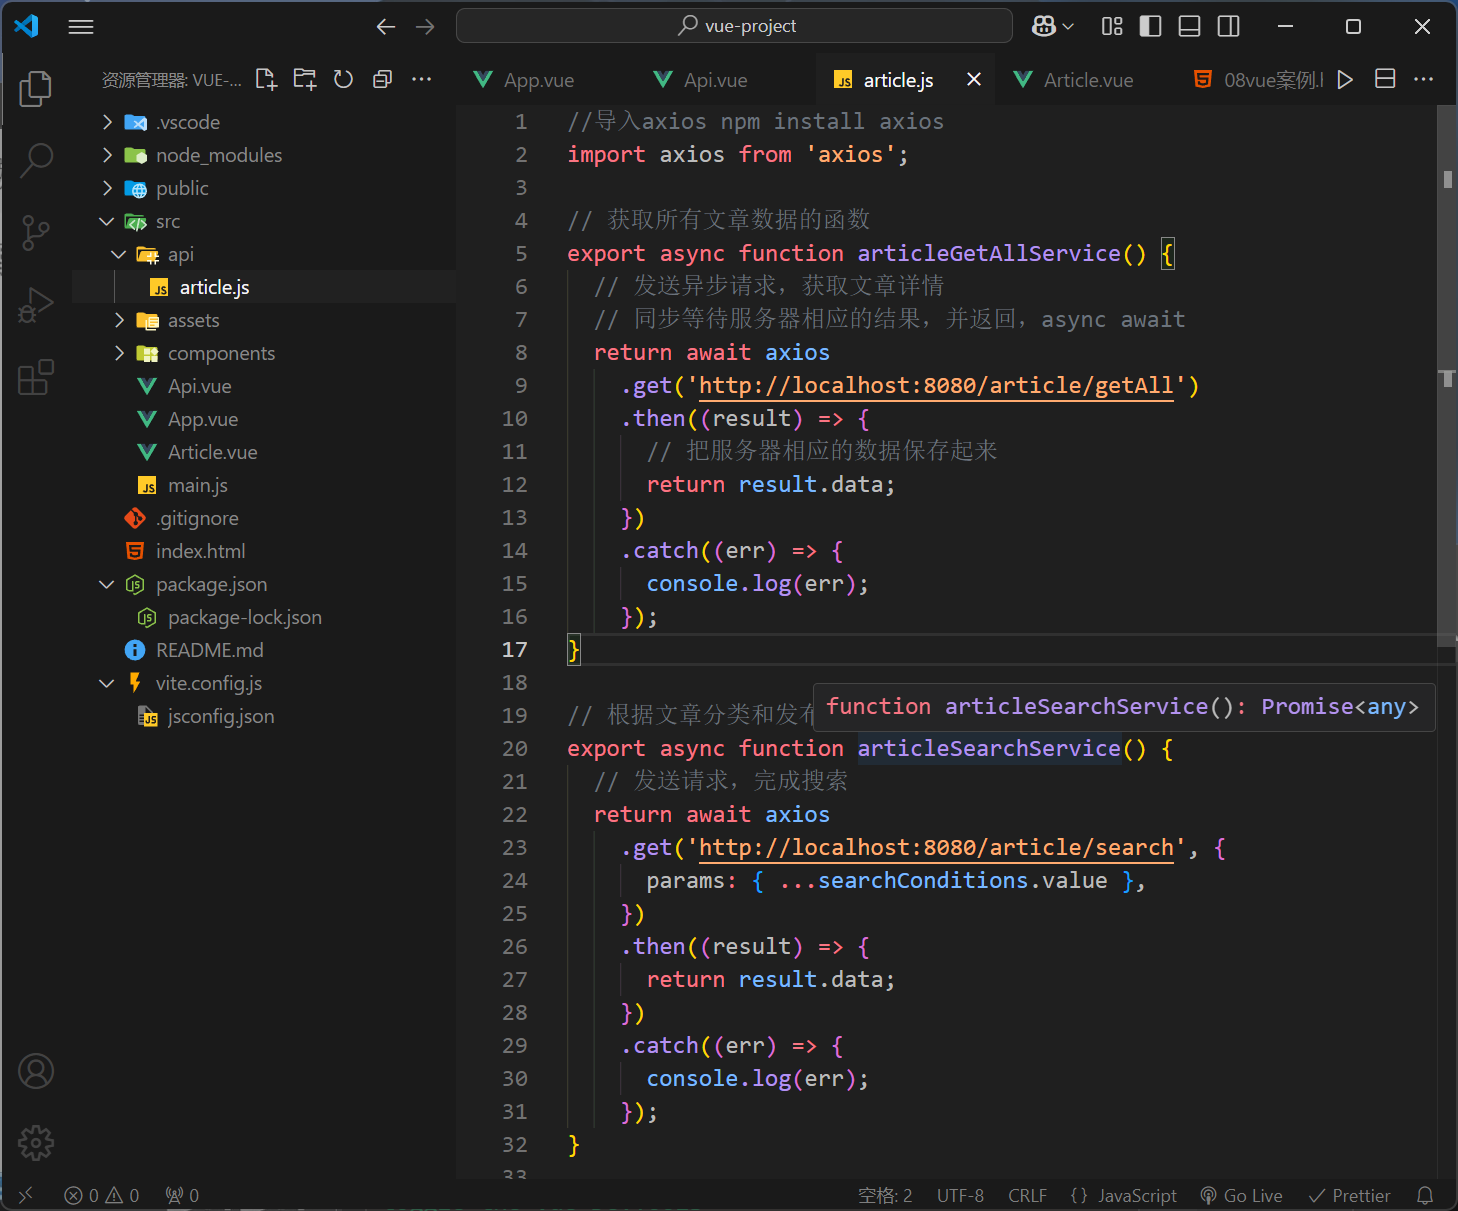 vue-project
资源管理器: VUE-...
App.vue
Api.vue
article.js
Article.vue
08vue案例.h
.vscode
node_modules
public
src
api
article.js
assets
components
Api.vue
App.vue
Article.vue
main.js
.gitignore
index.html
package.json
package-lock.json
README.md
vite.config.js
jsconfig.json
1 //导入axios npm install axios
2 import axios from 'axios';
3
4 // 获取所有文章数据的函数
5 export async function articleGetAllService() {
6 // 发送异步请求，获取文章详情
7 // 同步等待服务器相应的结果，并返回，async await
8 return await axios
9 .get('http://localhost:8080/article/getAll')
10 .then((result) => {
11 // 把服务器相应的数据保存起来
12 return result.data;
13 })
14 .catch((err) => {
15 console.log(err);
16 });
17 }
18
function articleSearchService(): Promise<any>
19 // 根据文章分类和发布
20 export async function articleSearchService() {
21 // 发送请求，完成搜索
22 return await axios
23 .get('http://localhost:8080/article/search', {
24 params: { ...searchConditions.value },
25 })
26 .then((result) => {
27 return result.data;
28 })
29 .catch((err) => {
30 console.log(err);
31 });
32 }
33
0 0 0
空格: 2 UTF-8 CRLF {} JavaScript Go Live Prettier